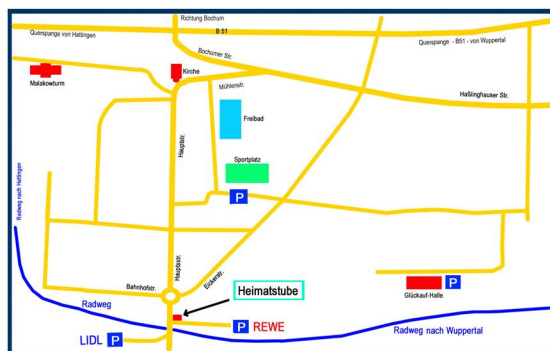 Richtung Bochum
B 51
Querspange von Hattingen
Querspange - B51 - von Wuppertal
Bochumer Str.
Malakowturm
Kirche
Mühlenstr.
Haßlinghauser Str.
Freibad
Hauptstr.
Sportplatz
P
Radweg nach Hattingen
Hauptsstr.
Eickerstr.
Bahnhofstr.
Heimatstube
P
Glückauf-Halle
Radweg
P
REWE
LIDL
P
Radweg nach Wuppertal